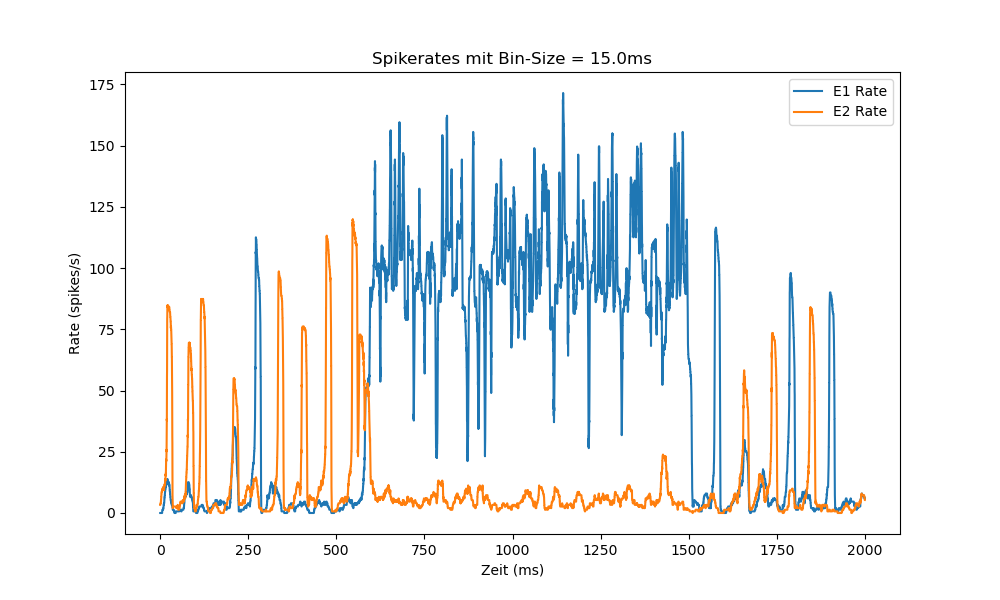 Spikerates mit Bin-Size = 15.0ms
E1 Rate
E2 Rate
175
150
125
100
75
50
25
0
Rate (spikes/s)
0 250 500 750 1000 1250 1500 1750 2000
Zeit (ms)